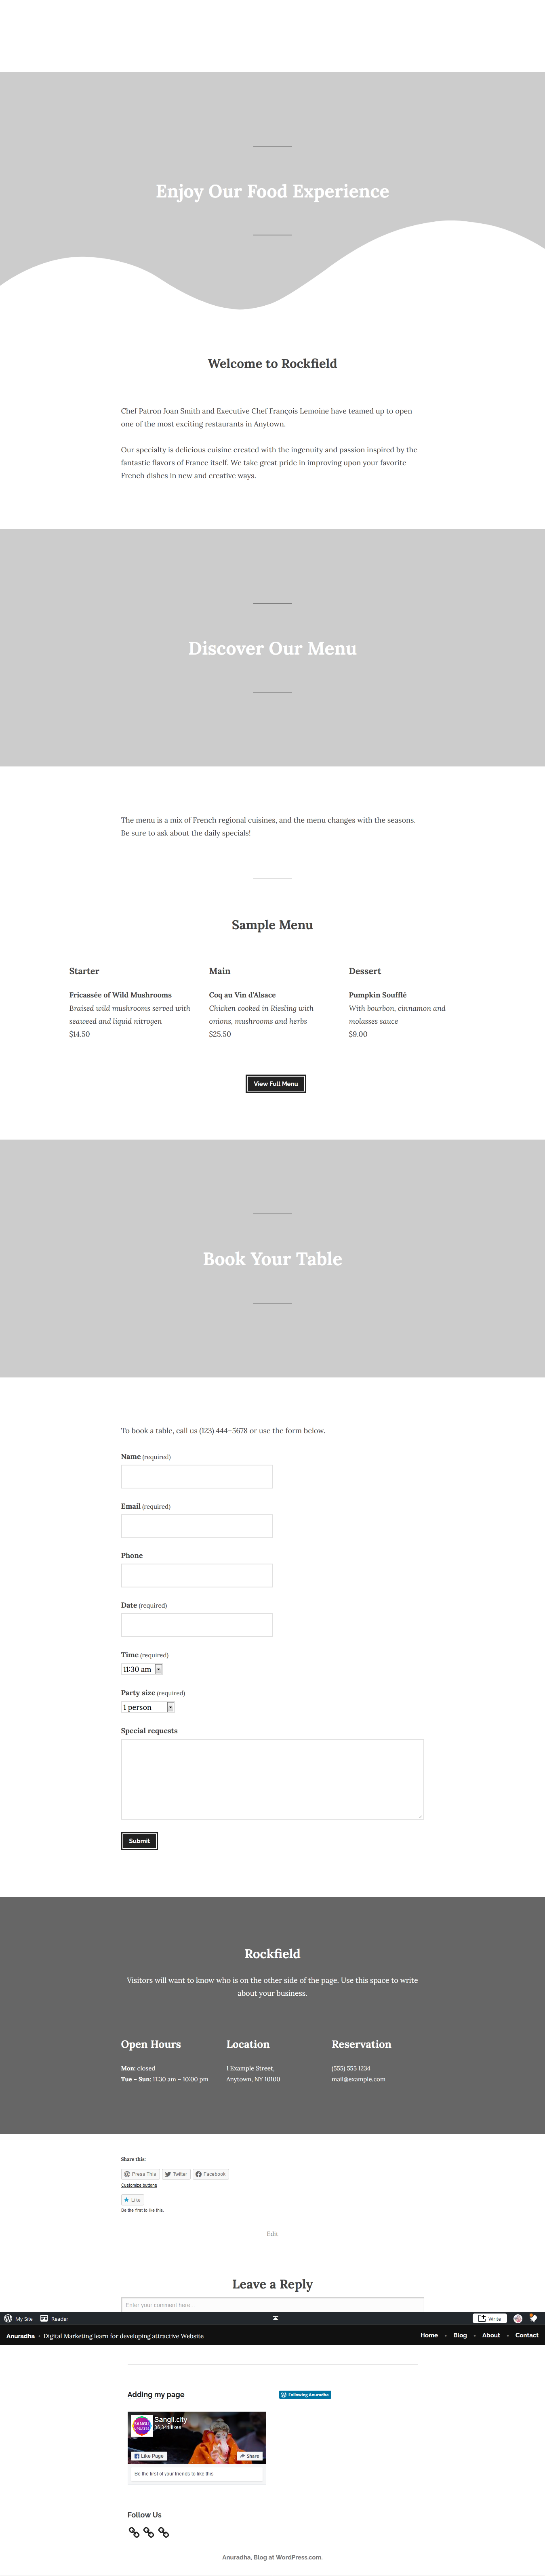 Enjoy Our Food Experience
Welcome to Rockfield
Chef Patron Joan Smith and Executive Chef François Lemoine have teamed up to open
one of the most exciting restaurants in Anytown.
Our specialty is delicious cuisine created with the ingenuity and passion inspired by the
fantastic flavors of France itself. We take great pride in improving upon your favorite
French dishes in new and creative ways.
Discover Our Menu
The menu is a mix of French regional cuisines, and the menu changes with the seasons.
Be sure to ask about the daily specials!
Sample Menu
Starter
Fricassée of Wild Mushrooms
Braised wild mushrooms served with
seaweed and liquid nitrogen
$14.50
Main
Coq au Vin d'Alsace
Chicken cooked in Riesling with
onions, mushrooms and herbs
$25.50
Dessert
Pumpkin Soufflé
With bourbon, cinnamon and
molasses sauce
$9.00
View Full Menu
Book Your Table
To book a table, call us (123) 444–5678 or use the form below.
Name (required)
Email (required)
Phone
Date (required)
Time (required)
11:30 am
Party size (required)
1 person
Special requests
Submit
Rockfield
Visitors will want to know who is on the other side of the page. Use this space to write
about your business.
Open Hours
Mon: closed
Tue – Sun: 11:30 am – 10:00 pm
Location
1 Example Street,
Anytown, NY 10100
Reservation
(555) 555 1234
mail@example.com
Share this:
Press This Twitter Facebook
Customize buttons
Like
Be the first to like this.
Edit
Leave a Reply
Enter your comment here...
My Site Reader Write
Anuradha • Digital Marketing learn for developing attractive Website Home • Blog • About • Contact
Adding my page
Following Anuradha
Sangli.city
Like Page Share
Be the first of your friends to like this
Follow Us
Anuradha, Blog at WordPress.com.